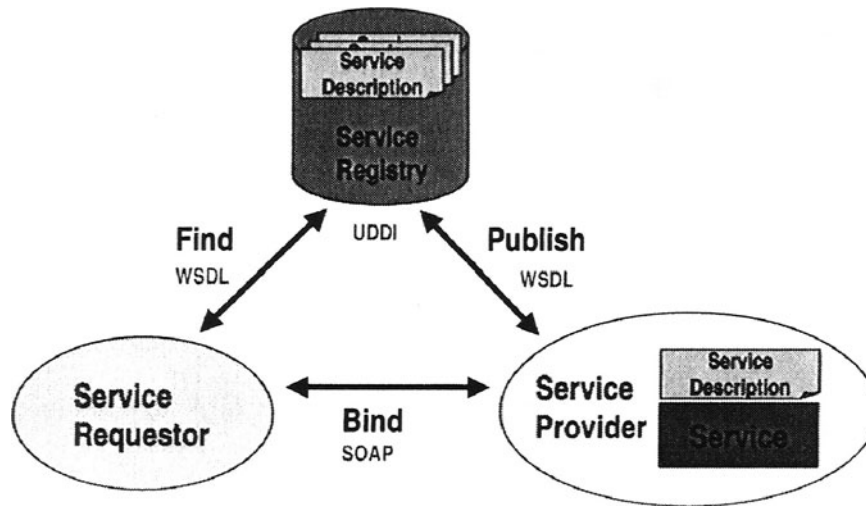 Service
Description
Service
Registry
Find
WSDL
UDDI
Publish
WSDL
Service
Requestor
Bind
SOAP
Service
Provider
Service
Description
Service